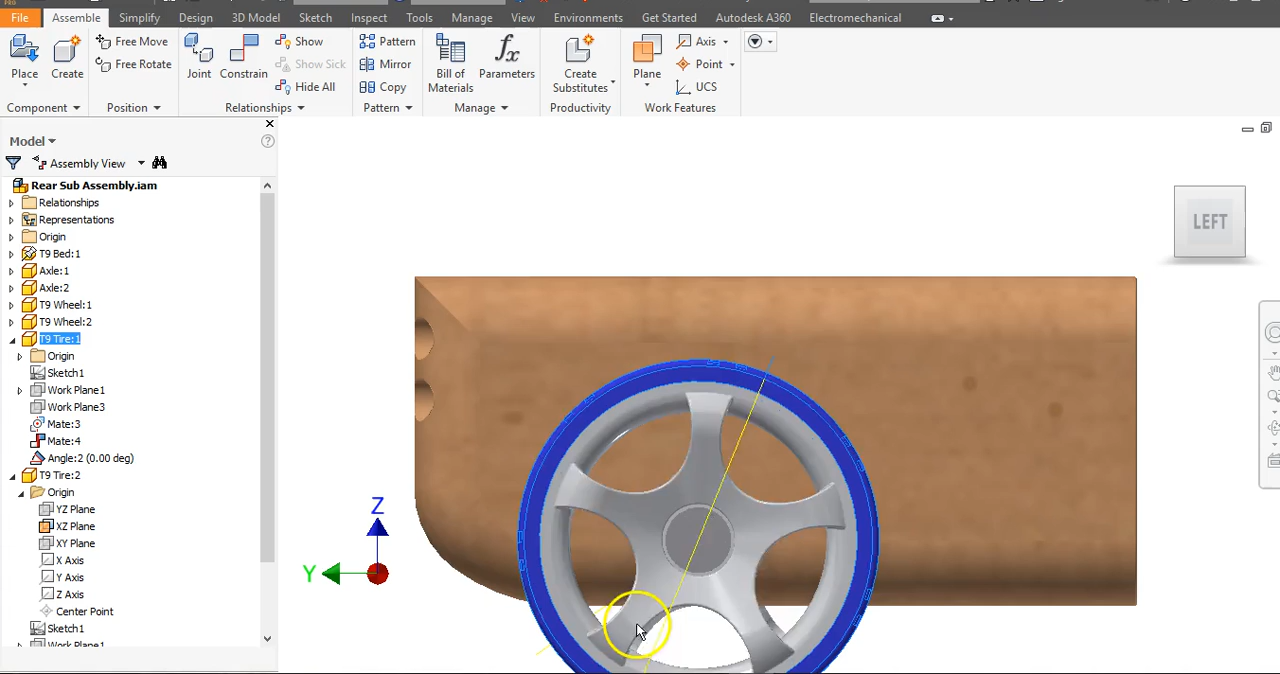 File Assemble Simplify Design 3D Model Sketch Inspect Tools Manage View Environments Get Started Autodesk A360 Electromechanical
Place Create Free Move Joint Constrain Show Pattern Bill of Materials Parameters Create Substitutes Plane Axis
Free Rotate Show Sick Mirror Point
Hide All Copy UCS
Component Position Relationships Pattern Manage Productivity Work Features
Model
Assembly View
Rear Sub Assembly.iam
Relationships
Representations
Origin
T9 Bed:1
Axle:1
Axle:2
T9 Wheel:1
T9 Wheel:2
T9 Tire:1
Origin
Sketch1
Work Plane1
Work Plane3
Mate:3
Mate:4
Angle:2 (0.00 deg)
T9 Tire:2
Origin
YZ Plane
XZ Plane
XY Plane
X Axis
Y Axis
Z Axis
Center Point
Sketch1
Work Plane1
LEFT
Z
Y